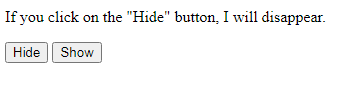 If you click on the "Hide" button, I will disappear.
Hide Show